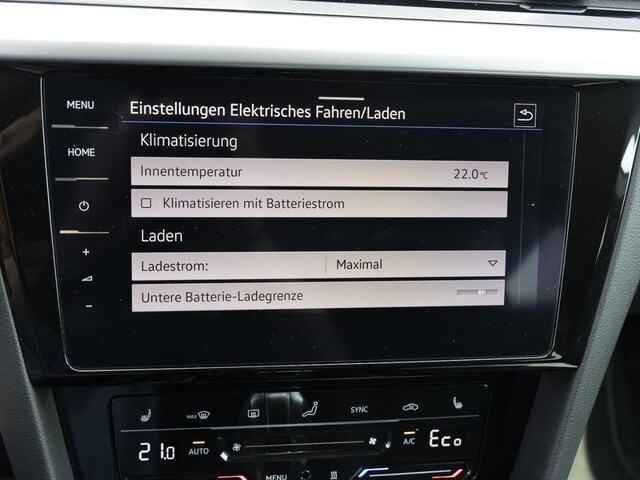 MENU
Einstellungen Elektrisches Fahren/Laden
HOME
Klimatisierung
Innentemperatur 22.0°C
Klimatisieren mit Batteriestrom
Laden
Ladestrom: Maximal
Untere Batterie-Ladegrenze
+
-
MAX
SYNC
21.0 AUTO A/C Eco
MENU